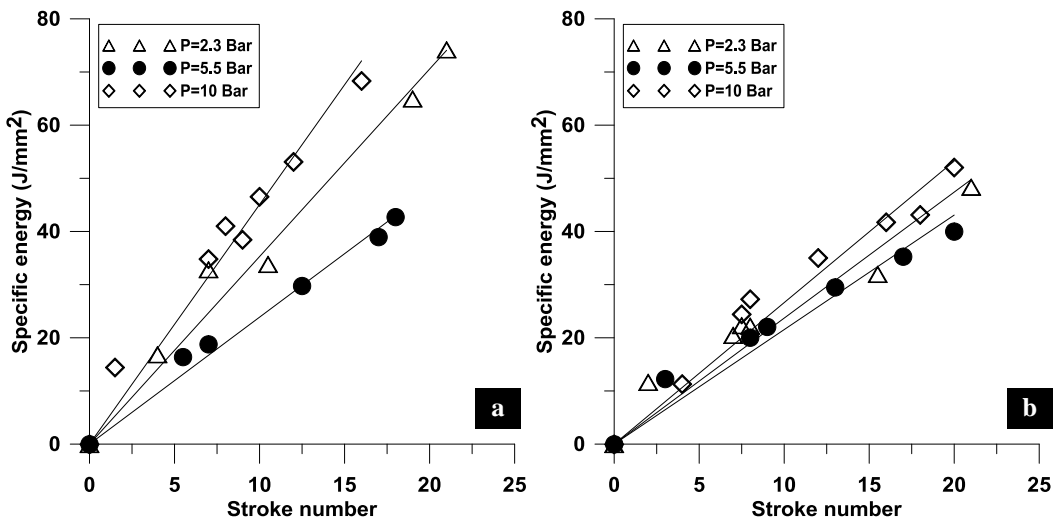 80
P=2.3 Bar
P=5.5 Bar
P=10 Bar
60
40
20
0
Specific energy (J/mm²)
0 5 10 15 20 25
Stroke number
a
80
P=2.3 Bar
P=5.5 Bar
P=10 Bar
60
40
20
0
Specific energy (J/mm²)
0 5 10 15 20 25
Stroke number
b